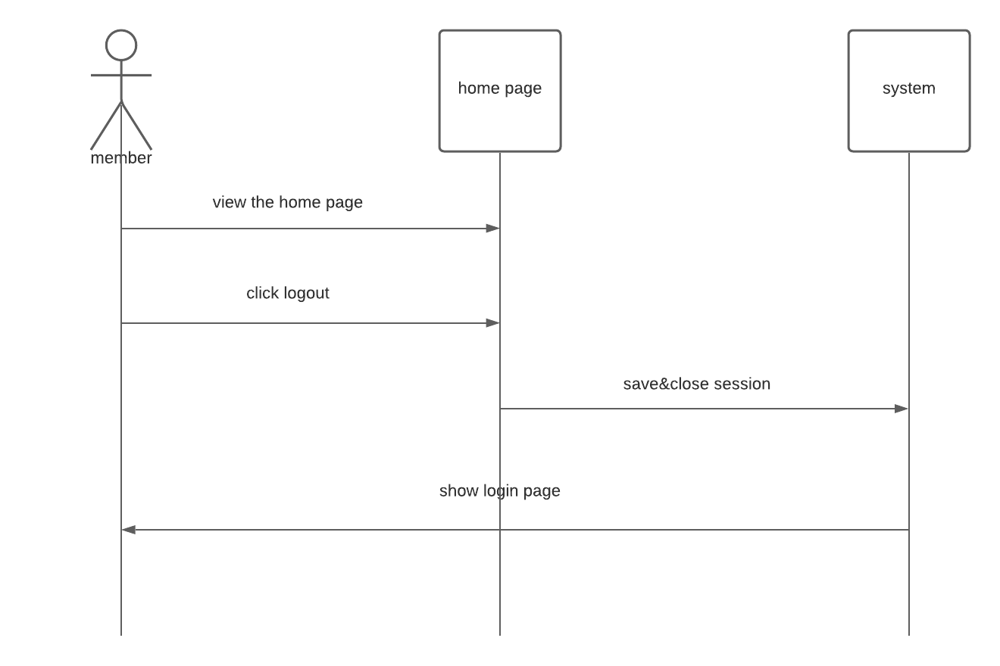 home page
system
member
view the home page
click logout
save&close session
show login page